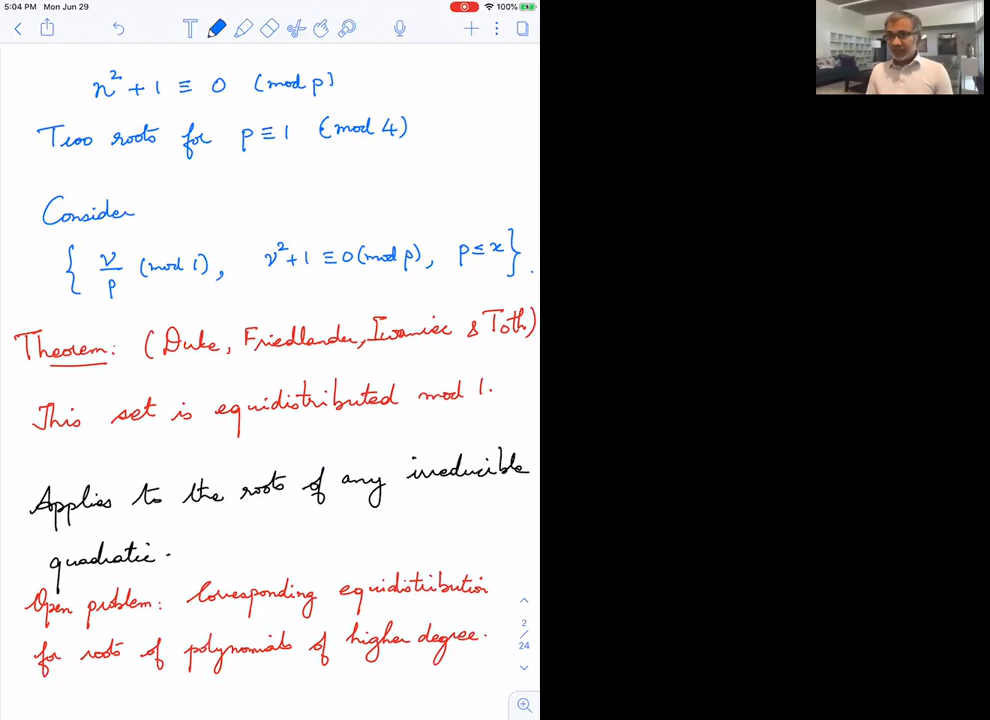 5:04 PM Mon Jun 29
100%
n² + 1 ≡ 0 (mod p)
Two roots for p ≡ 1 (mod 4)
Consider
{ ν/p (mod 1), ν² + 1 ≡ 0 (mod p), p ≤ x } .
Theorem: (Duke, Friedlander, Iwaniec & Toth)
This set is equidistributed mod 1.
Applies to the roots of any irreducible
quadratic.
Open problem: Corresponding equidistribution
for roots of polynomials of higher degree.
2
/
24